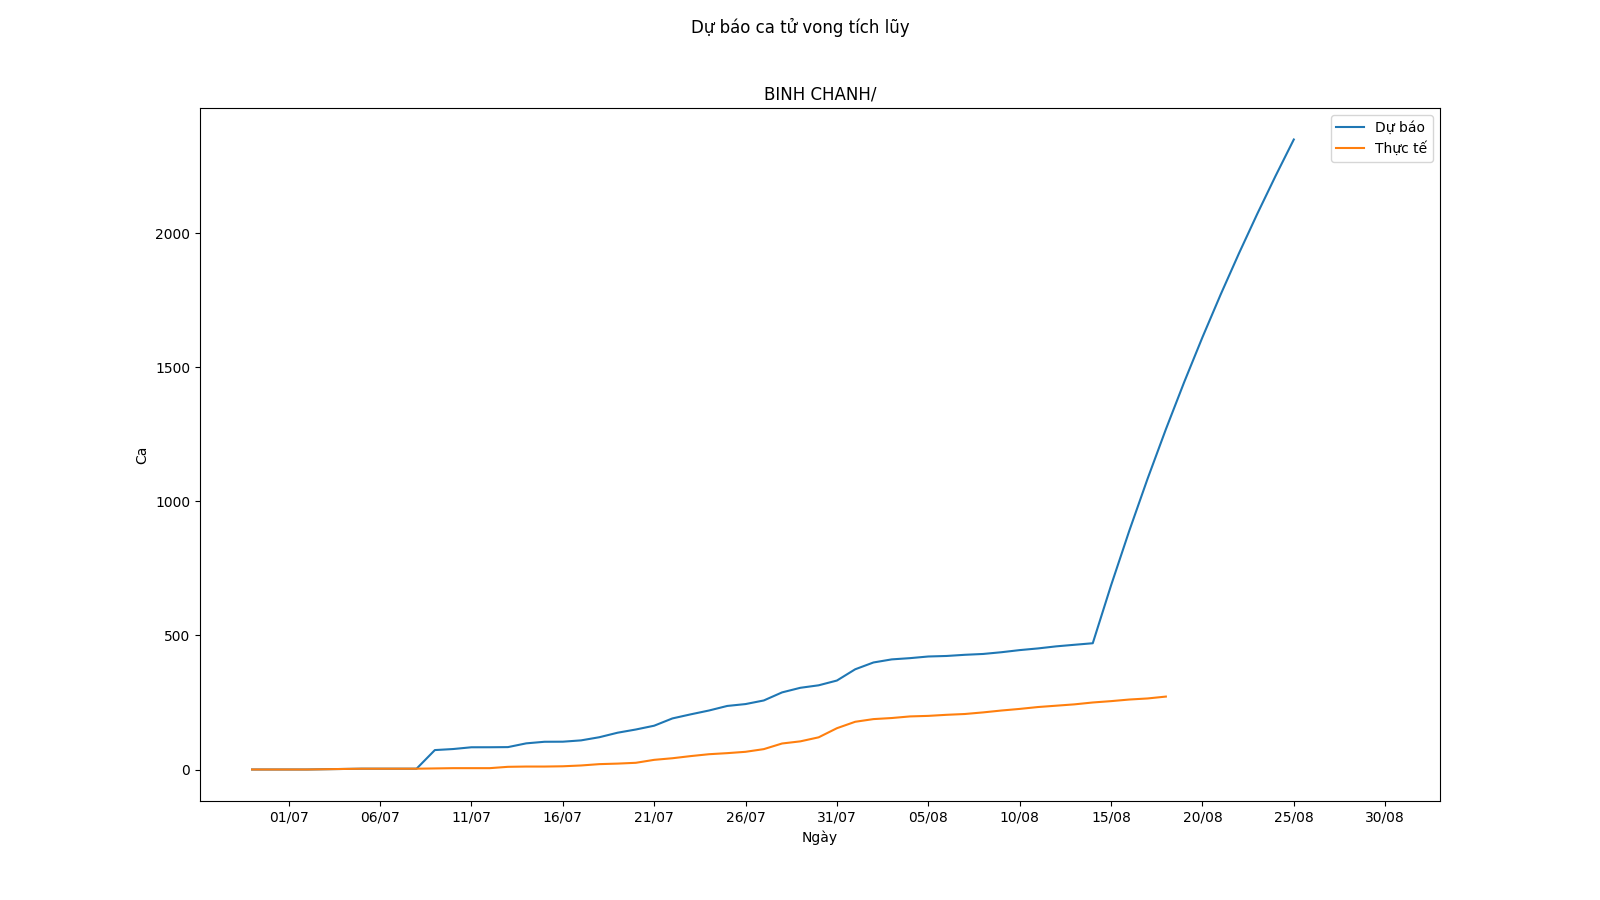 Dự báo ca tử vong tích lũy
BINH CHANH/
Dự báo
Thực tế
Ca
2000
1500
1000
500
0
01/07 06/07 11/07 16/07 21/07 26/07 31/07 05/08 10/08 15/08 20/08 25/08 30/08
Ngày